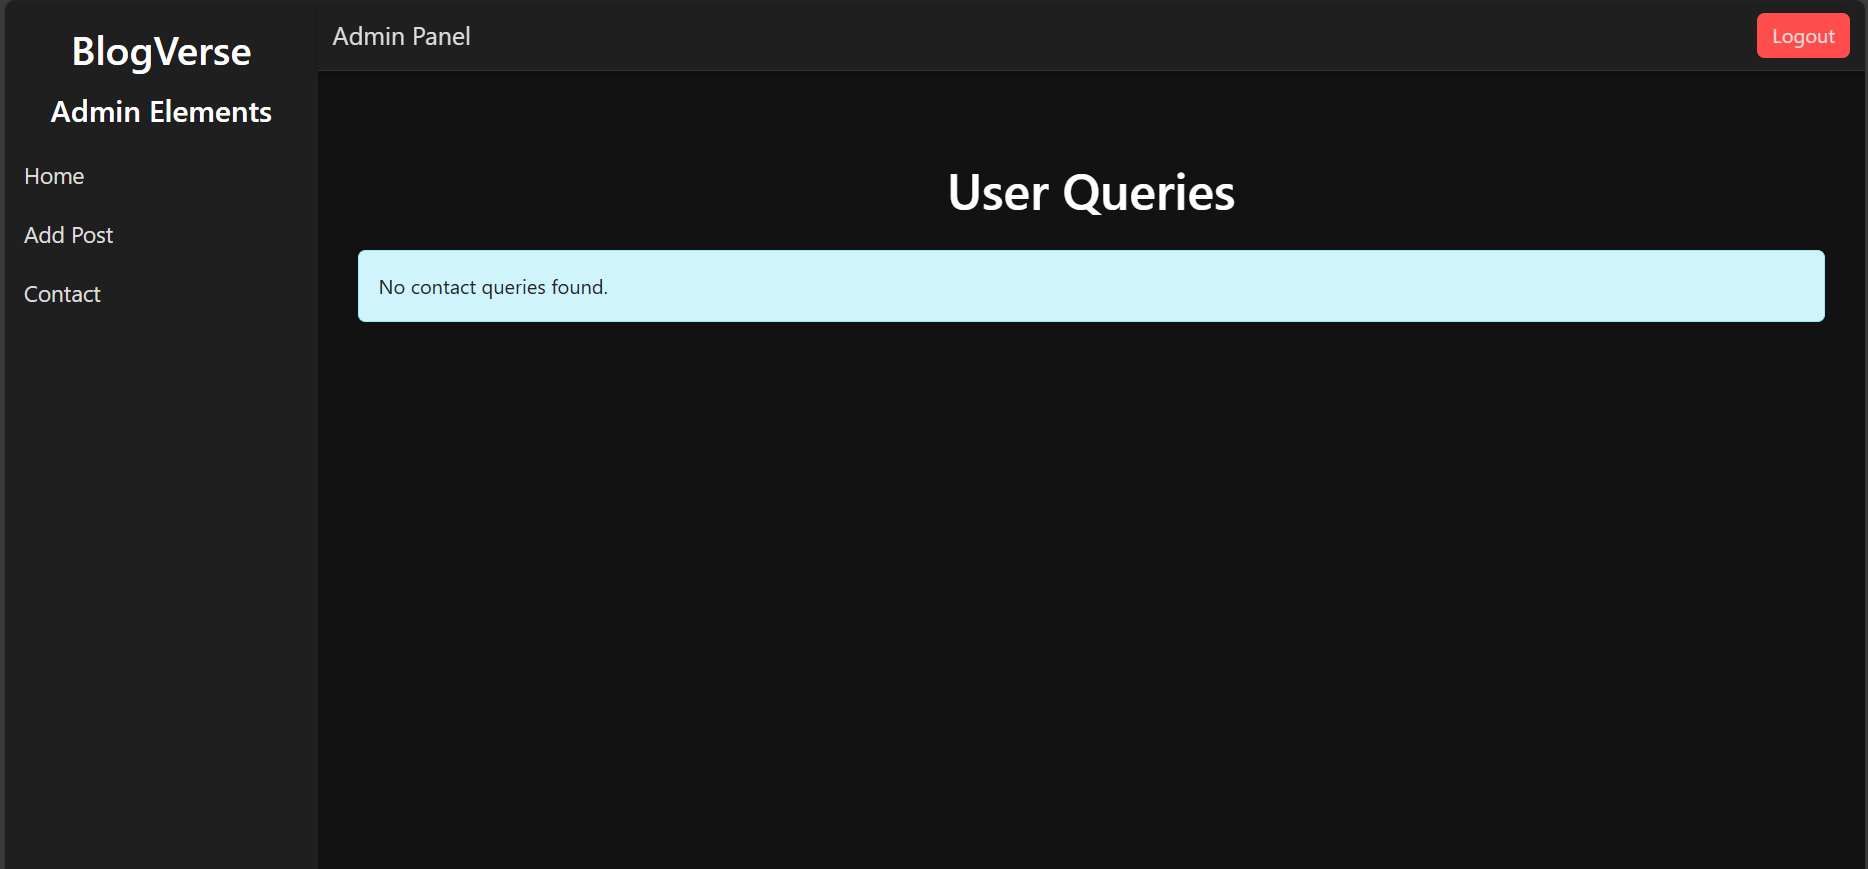 BlogVerse
Admin Elements
Home
Add Post
Contact
Admin Panel
Logout
User Queries
No contact queries found.